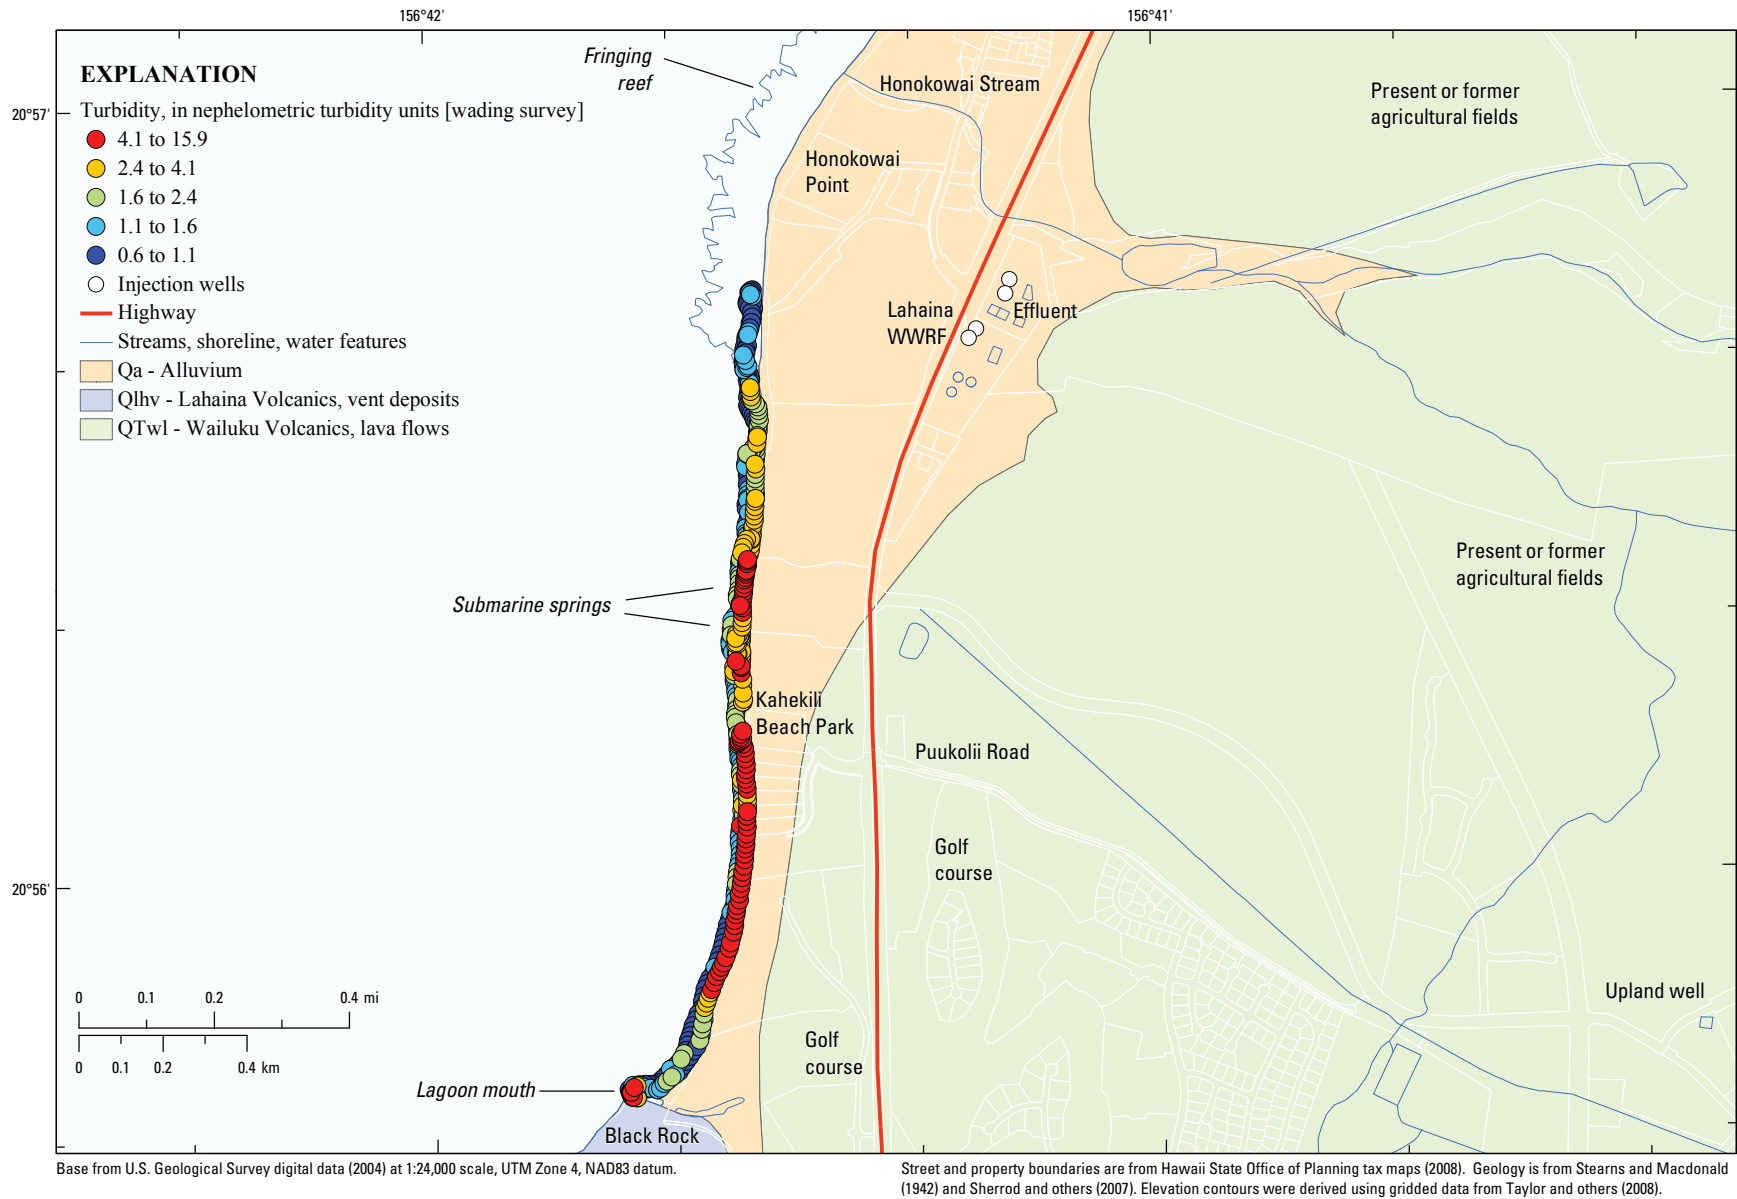 156°42'
156°41'
20°57'
20°56'
EXPLANATION
Turbidity, in nephelometric turbidity units [wading survey]
4.1 to 15.9
2.4 to 4.1
1.6 to 2.4
1.1 to 1.6
0.6 to 1.1
Injection wells
Highway
Streams, shoreline, water features
Qa - Alluvium
Qlhv - Lahaina Volcanics, vent deposits
QTwl - Wailuku Volcanics, lava flows
Fringing
reef
Honokowai Stream
Honokowai
Point
Present or former
agricultural fields
Lahaina
WWRF
Effluent
Present or former
agricultural fields
Submarine springs
Kahekili
Beach Park
Puukolii Road
Golf
course
Upland well
Golf
course
Lagoon mouth
Black Rock
0 0.1 0.2 0.4 mi
0 0.1 0.2 0.4 km
Base from U.S. Geological Survey digital data (2004) at 1:24,000 scale, UTM Zone 4, NAD83 datum.
Street and property boundaries are from Hawaii State Office of Planning tax maps (2008). Geology is from Stearns and Macdonald
(1942) and Sherrod and others (2007). Elevation contours were derived using gridded data from Taylor and others (2008).